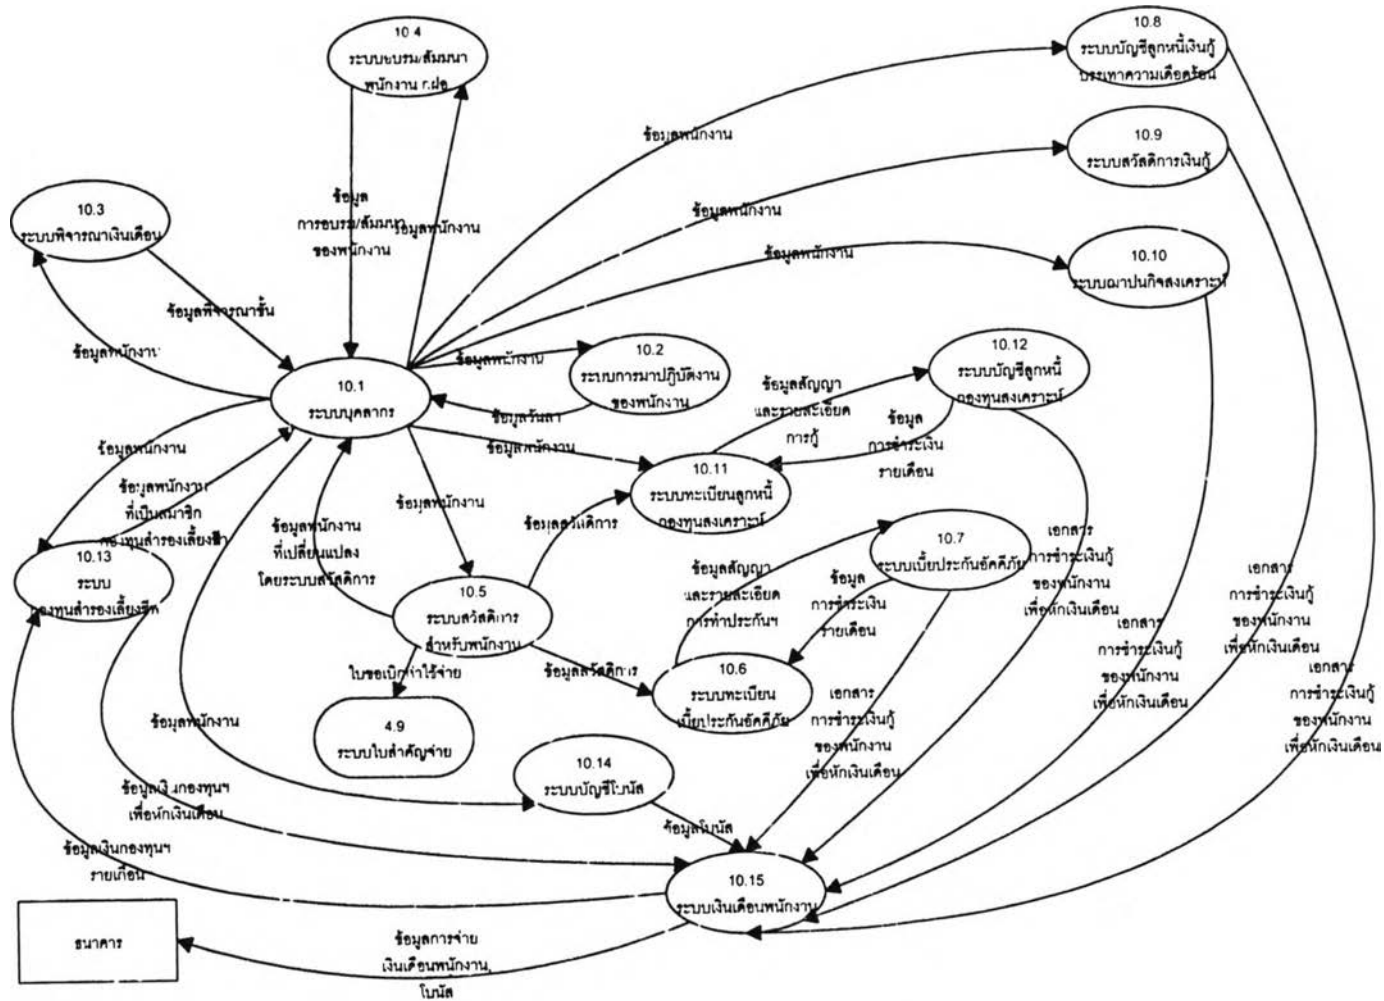 10.4
ระบบอบรม/สัมมนา
พนักงาน
10.8
ระบบบัญชีลูกหนี้เงินกู้
บรรเทาความเดือดร้อน
ข้อมูลพนักงาน
10.9
ระบบสวัสดิการเงินกู้
ข้อมูลพนักงาน
10.3
ระบบพิจารณาเงินเดือน
ข้อมูล
การอบรม/สัมมนา
ของพนักงาน
ข้อมูลพนักงาน
ข้อมูลพนักงาน
10.10
ระบบฌาปนกิจสงเคราะห์
ข้อมูลพิจารณาขั้น
ข้อมูลพนักงาน
10.1
ระบบบุคลากร
ข้อมูลพนักงาน
10.2
ระบบการมาปฏิบัติงาน
ของพนักงาน
ข้อมูลวันลา
10.12
ระบบบัญชีลูกหนี้
กองทุนสงเคราะห์
ข้อมูลสัญญา
และรายละเอียด
การกู้
ข้อมูล
การชำระเงิน
รายเดือน
ข้อมูลพนักงาน
ข้อมูลพนักงาน
10.11
ระบบทะเบียนลูกหนี้
กองทุนสงเคราะห์
ข้อมูลพนักงาน
ที่เป็นสมาชิก
กองทุนสำรองเลี้ยงชีพ
ข้อมูลพนักงาน
ที่เปลี่ยนแปลง
โดยระบบสวัสดิการ
ข้อมูลพนักงาน
ข้อมูลสวัสดิการ
10.13
ระบบ
กองทุนสำรองเลี้ยงชีพ
10.7
ระบบเบี้ยประกันอัคคีภัย
เอกสาร
การชำระเงินกู้
ของพนักงาน
เพื่อหักเงินเดือน
ข้อมูลสัญญา
และรายละเอียด
การทำประกันฯ
ข้อมูล
การชำระเงิน
รายเดือน
10.5
ระบบสวัสดิการ
สำหรับพนักงาน
เอกสาร
การชำระเงินกู้
ของพนักงาน
เพื่อหักเงินเดือน
เอกสาร
การชำระเงินกู้
ของพนักงาน
เพื่อหักเงินเดือน
เอกสาร
การชำระเงินกู้
ของพนักงาน
เพื่อหักเงินเดือน
ใบขอเบิกค่าใช้จ่าย
ข้อมูลสวัสดิการ
10.6
ระบบทะเบียน
เบี้ยประกันอัคคีภัย
เอกสาร
การชำระเงินกู้
ของพนักงาน
เพื่อหักเงินเดือน
4.9
ระบบใบสำคัญจ่าย
ข้อมูลพนักงาน
10.14
ระบบบัญชีโบนัส
ข้อมูลโบนัส
ข้อมูลเงินกองทุนฯ
เพื่อหักเงินเดือน
ข้อมูลเงินกองทุนฯ
รายเดือน
10.15
ระบบเงินเดือนพนักงาน
ธนาคาร
ข้อมูลการจ่าย
เงินเดือนพนักงาน,
โบนัส